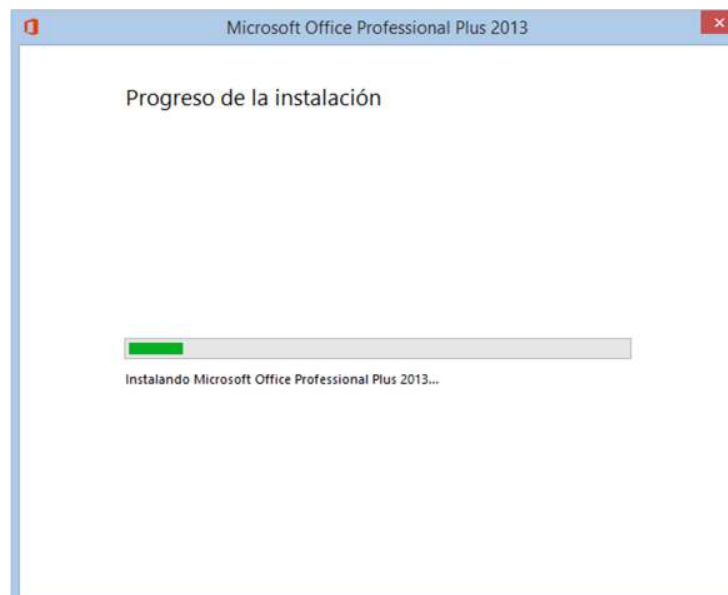 Microsoft Office Professional Plus 2013
Progreso de la instalación
Instalando Microsoft Office Professional Plus 2013...